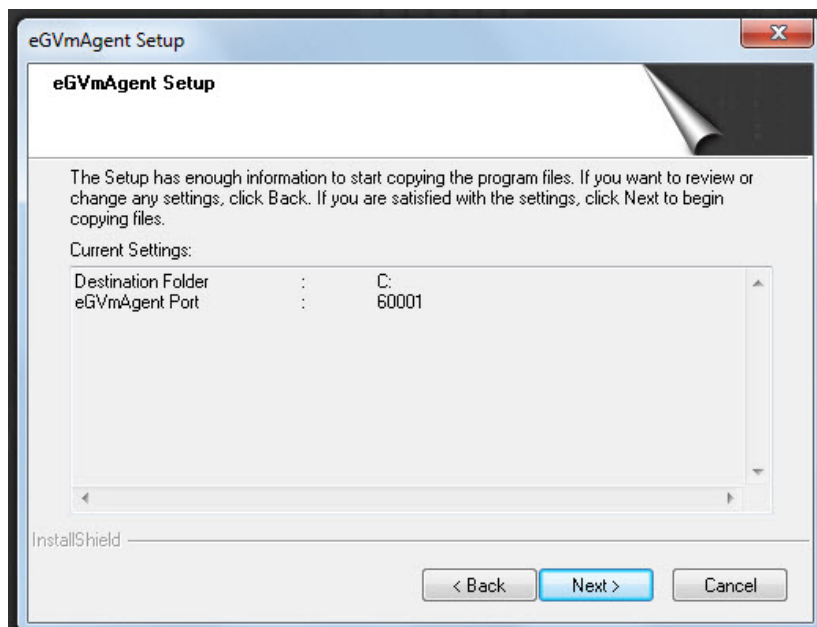 eGVmAgent Setup
eGVmAgent Setup
The Setup has enough information to start copying the program files. If you want to review or
change any settings, click Back. If you are satisfied with the settings, click Next to begin
copying files.
Current Settings:
Destination Folder : C:
eGVmAgent Port : 60001
InstallShield
< Back Next > Cancel